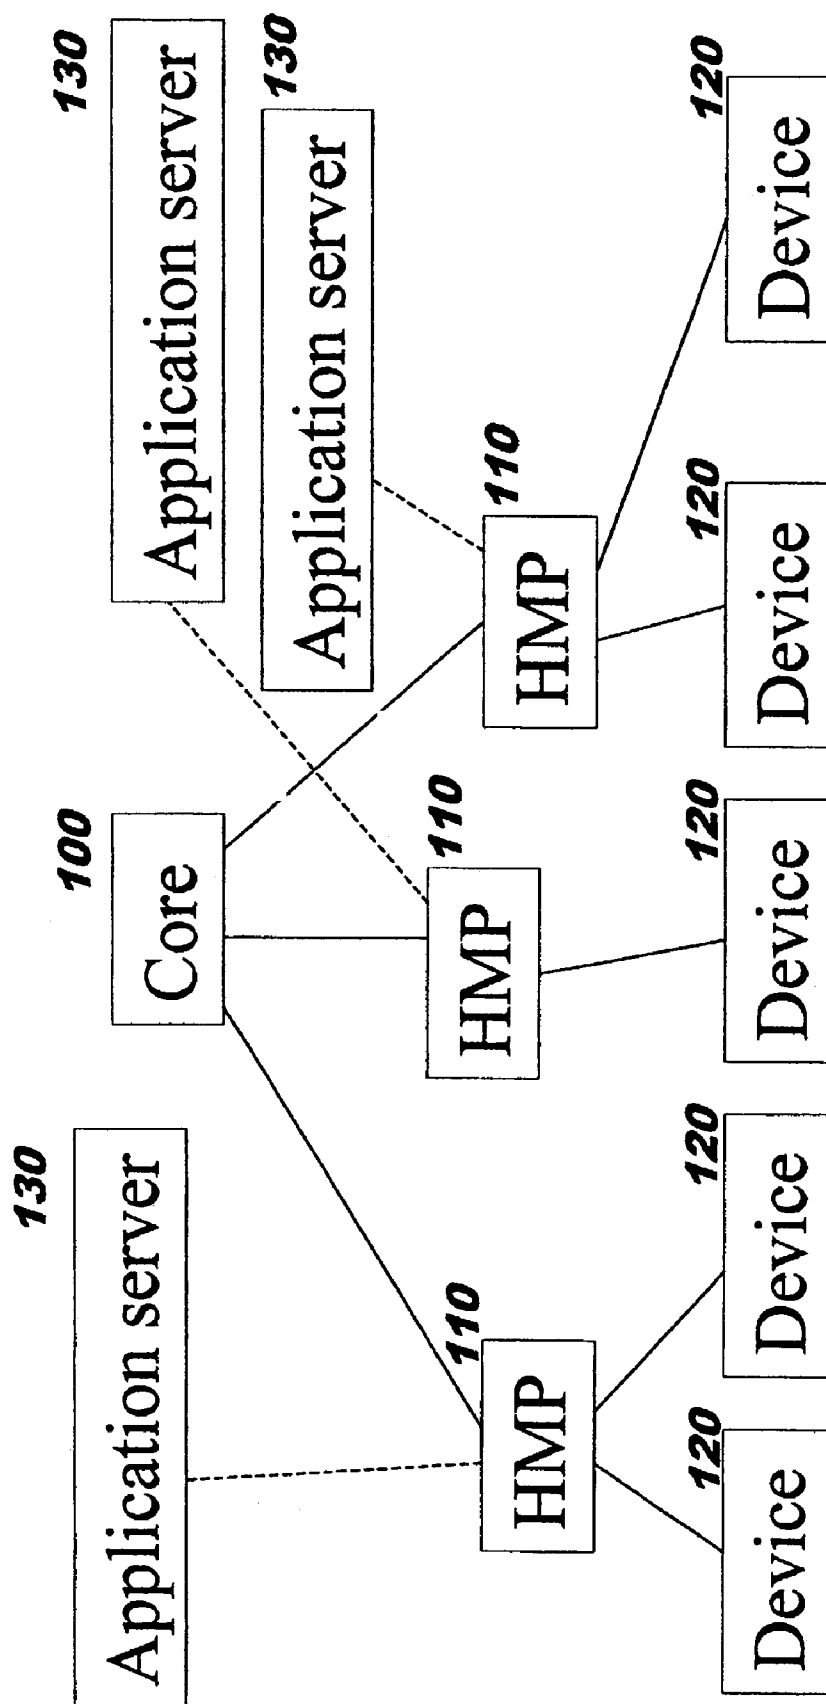 130
Application server
100
Core
130
Application server
130
Application server
110
HMP
110
HMP
110
HMP
120
Device
120
Device
120
Device
120
Device
120
Device